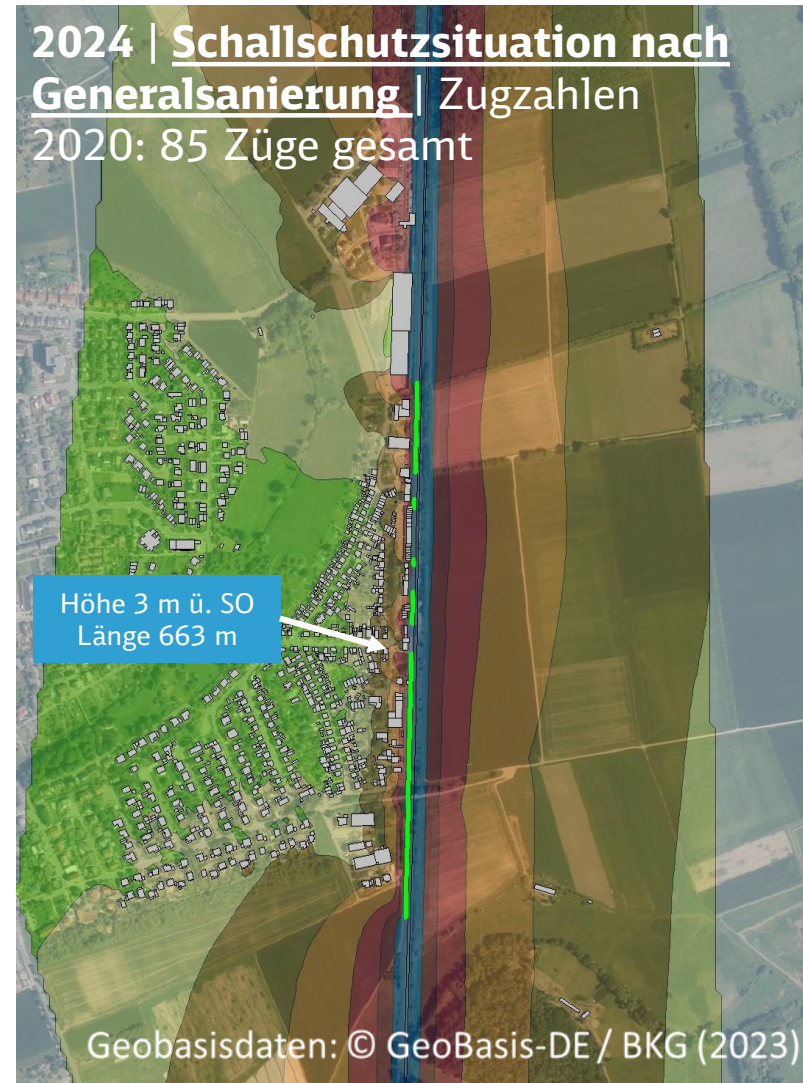 2024 | Schallschutzsituation nach
Generalsanierung | Zugzahlen
2020: 85 Züge gesamt
Höhe 3 m ü. SO
Länge 663 m
Geobasisdaten: © GeoBasis-DE / BKG (2023)